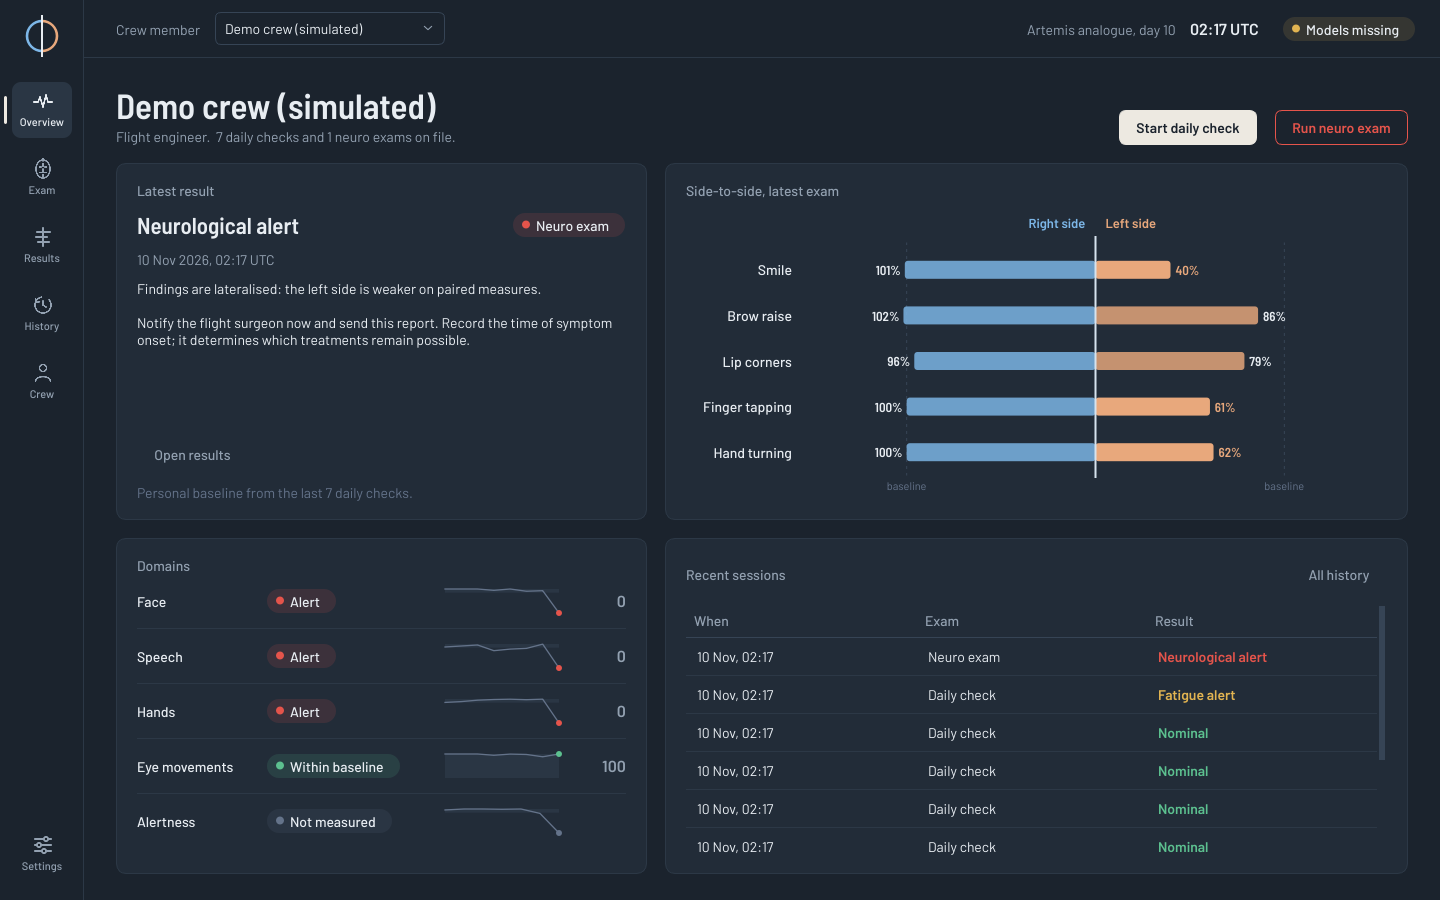 Crew member
Demo crew (simulated)
Artemis analogue, day 10
02:17 UTC
Models missing
Overview
Exam
Results
History
Crew
Settings
Demo crew (simulated)
Flight engineer. 7 daily checks and 1 neuro exams on file.
Start daily check
Run neuro exam
Latest result
Neurological alert
Neuro exam
10 Nov 2026, 02:17 UTC
Findings are lateralised: the left side is weaker on paired measures.
Notify the flight surgeon now and send this report. Record the time of symptom
onset; it determines which treatments remain possible.
Open results
Personal baseline from the last 7 daily checks.
Side-to-side, latest exam
Right side Left side
Smile 101% 40%
Brow raise 102% 86%
Lip corners 96% 79%
Finger tapping 100% 61%
Hand turning 100% 62%
baseline baseline
Domains
Face Alert 0
Speech Alert 0
Hands Alert 0
Eye movements Within baseline 100
Alertness Not measured
Recent sessions
All history
When Exam Result
10 Nov, 02:17 Neuro exam Neurological alert
10 Nov, 02:17 Daily check Fatigue alert
10 Nov, 02:17 Daily check Nominal
10 Nov, 02:17 Daily check Nominal
10 Nov, 02:17 Daily check Nominal
10 Nov, 02:17 Daily check Nominal